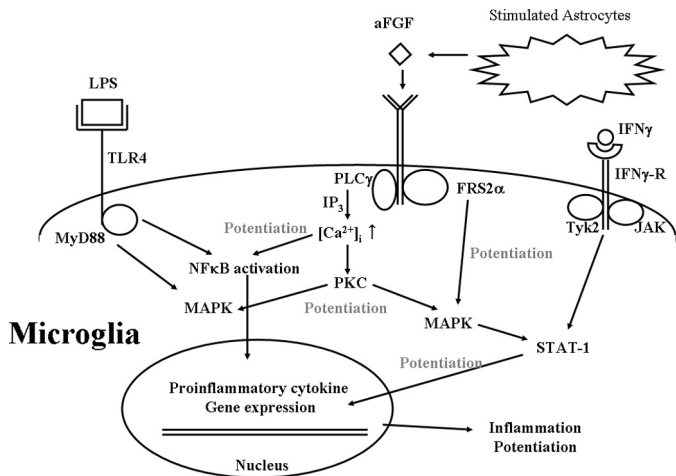 Stimulated Astrocytes
aFGF
LPS
IFNγ
TLR4
IFNγ-R
PLCγ
FRS2α
IP3
MyD88
Potentiation
[Ca²⁺]i ↑
Tyk2
JAK
NFκB activation
Potentiation
PKC
MAPK
Potentiation
MAPK
Microglia
STAT-1
Potentiation
Proinflammatory cytokine
Gene expression
Inflammation
Potentiation
Nucleus